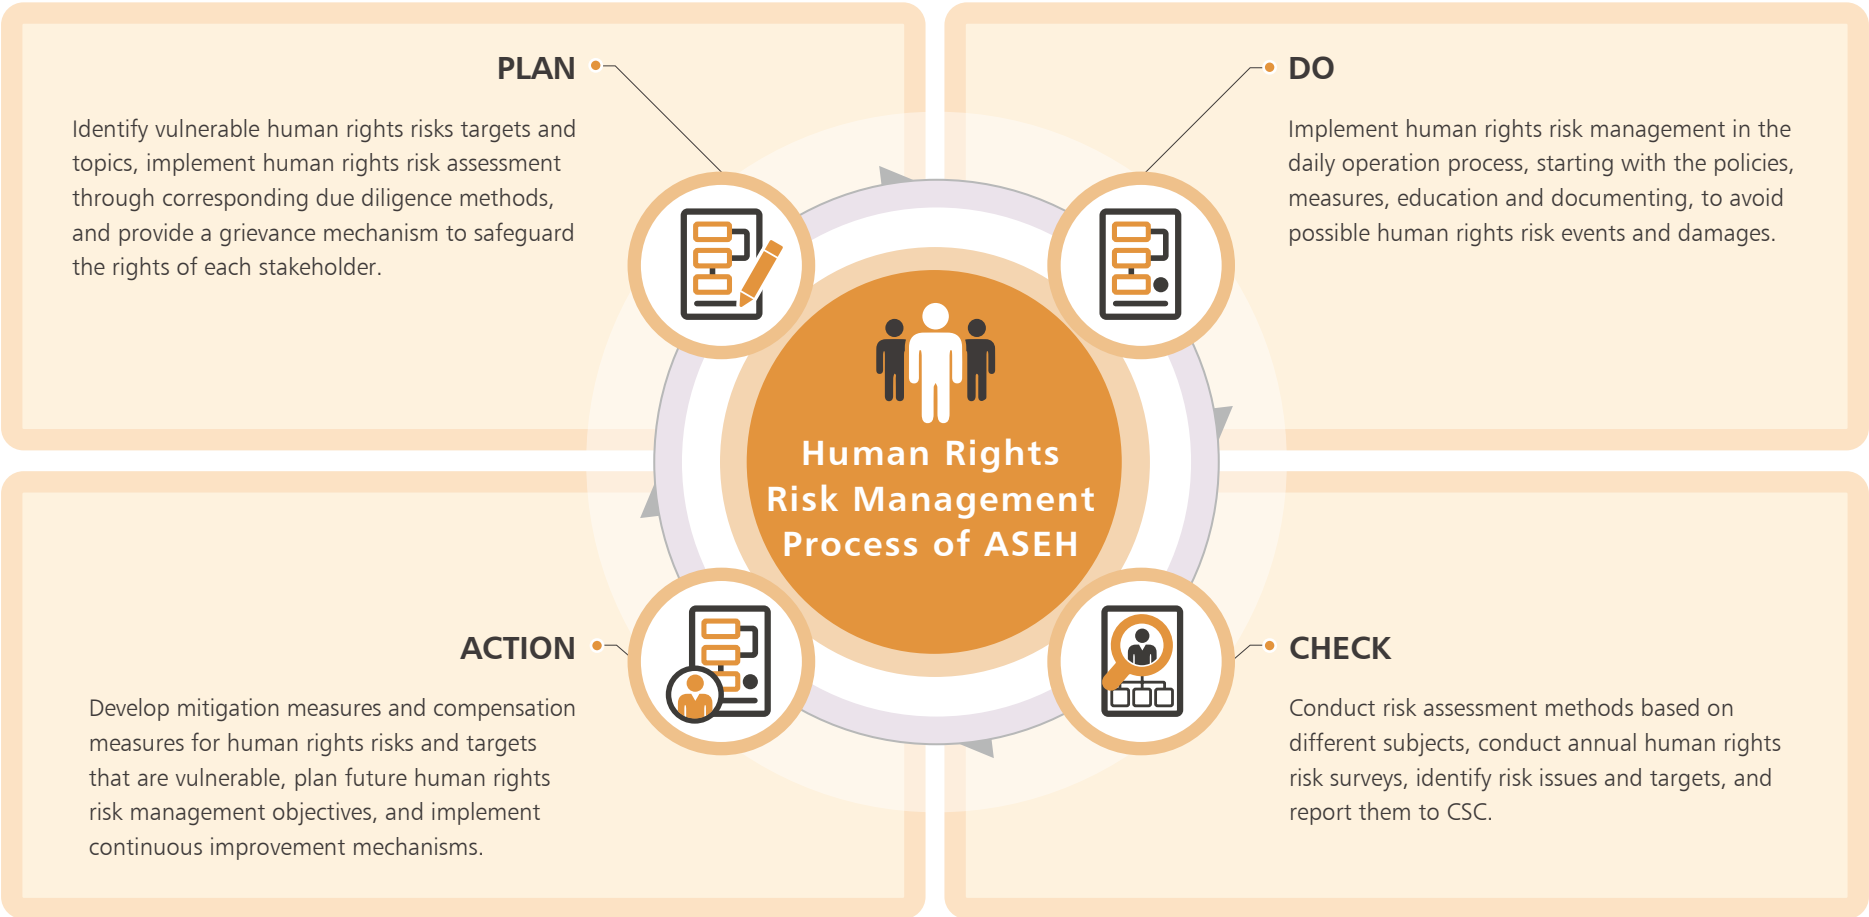 PLAN
Identify vulnerable human rights risks targets and
topics, implement human rights risk assessment
through corresponding due diligence methods,
and provide a grievance mechanism to safeguard
the rights of each stakeholder.
DO
Implement human rights risk management in the
daily operation process, starting with the policies,
measures, education and documenting, to avoid
possible human rights risk events and damages.
Human Rights
Risk Management
Process of ASEH
ACTION
Develop mitigation measures and compensation
measures for human rights risks and targets
that are vulnerable, plan future human rights
risk management objectives, and implement
continuous improvement mechanisms.
CHECK
Conduct risk assessment methods based on
different subjects, conduct annual human rights
risk surveys, identify risk issues and targets, and
report them to CSC.